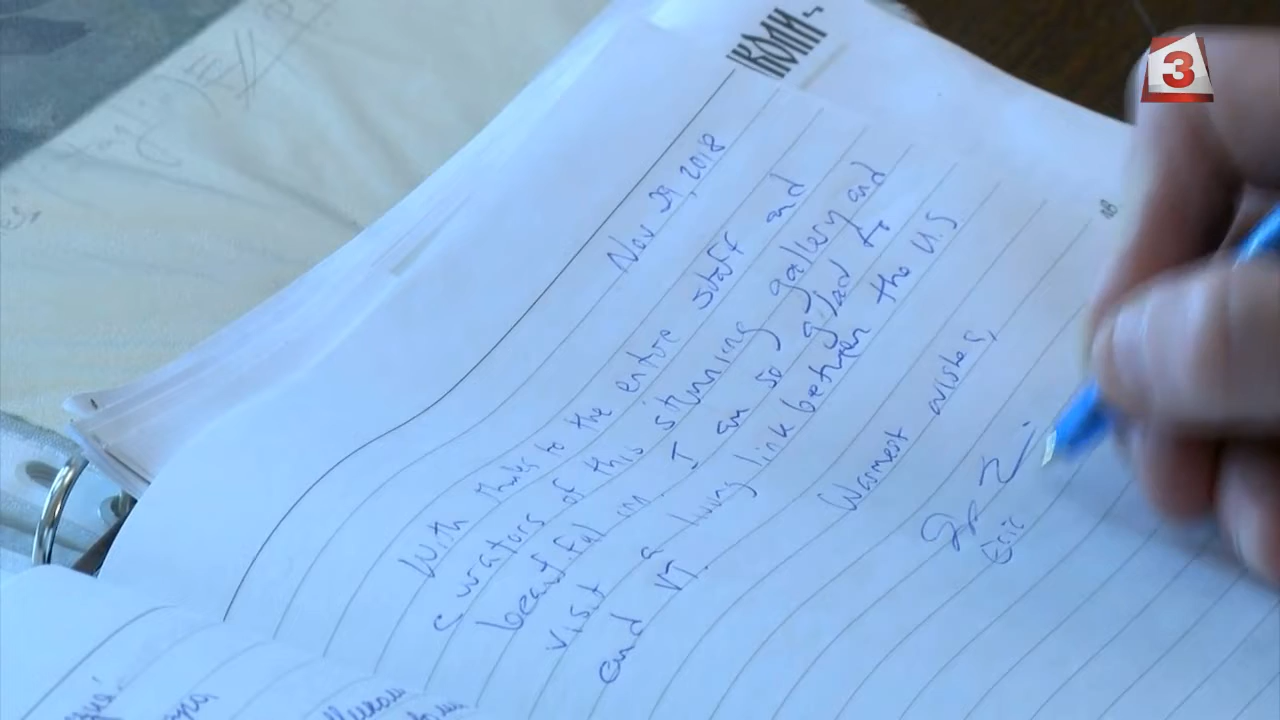 3
Nov 29, 2018
With thanks to the entire staff and
curators of this stunning gallery and
beautiful inn. I am so glad to
visit a living link between the U.S
and VT.
Warmest wishes,
Eric